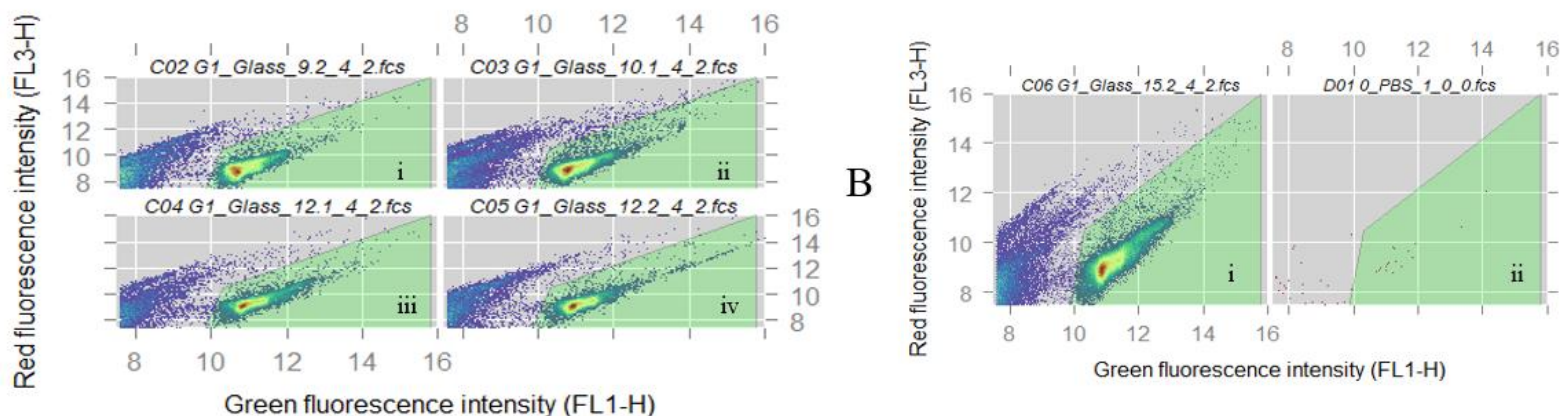 8 10 12 14 16
C02 G1_Glass_9.2_4_2.fcs C03 G1_Glass_10.1_4_2.fcs
16
14
12
10
8
i ii
C04 G1_Glass_12.1_4_2.fcs C05 G1_Glass_12.2_4_2.fcs
16
14
12
10
8
iii iv
8 10 12 14 16
Red fluorescence intensity (FL3-H)
Green fluorescence intensity (FL1-H)
B
8 10 12 14 16
C06 G1_Glass_15.2_4_2.fcs D01 0_PBS_1_0_0.fcs
16
14
12
10
8
i ii
8 10 12 14 16
Red fluorescence intensity (FL3-H)
Green fluorescence intensity (FL1-H)